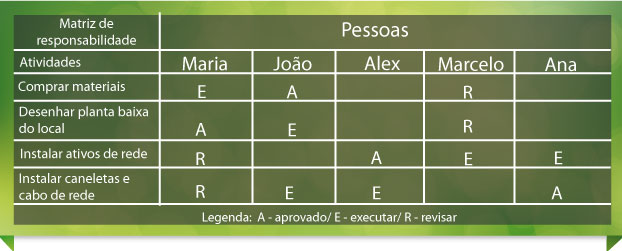 Matriz de
responsabilidade
Pessoas
Atividades Maria João Alex Marcelo Ana
Comprar materiais E A R
Desenhar planta baixa
do local A E R
Instalar ativos de rede R A E E
Instalar caneletas e
cabo de rede R E E A
Legenda: A - aprovado/ E - executar/ R - revisar